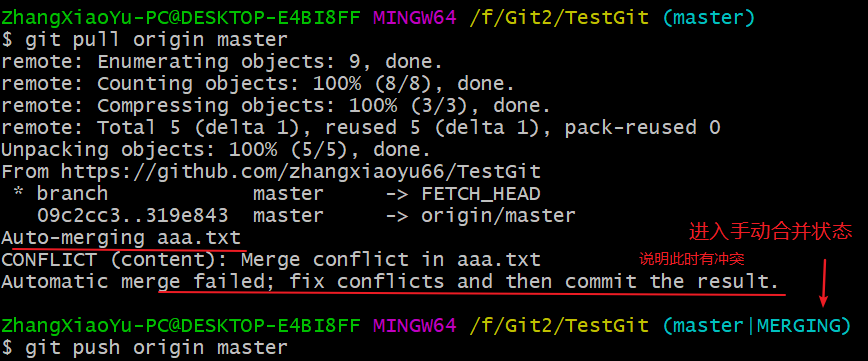 ZhangXiaoYu-PC@DESKTOP-E4BI8FF MINGW64 /f/Git2/TestGit (master)
$ git pull origin master
remote: Enumerating objects: 9, done.
remote: Counting objects: 100% (8/8), done.
remote: Compressing objects: 100% (3/3), done.
remote: Total 5 (delta 1), reused 5 (delta 1), pack-reused 0
Unpacking objects: 100% (5/5), done.
From https://github.com/zhangxiaoyu66/TestGit
 * branch            master     -> FETCH_HEAD
   09c2cc3..319e843  master     -> origin/master
Auto-merging aaa.txt
进入手动合并状态
CONFLICT (content): Merge conflict in aaa.txt
说明此时有冲突
Automatic merge failed; fix conflicts and then commit the result.
ZhangXiaoYu-PC@DESKTOP-E4BI8FF MINGW64 /f/Git2/TestGit (master|MERGING)
$ git push origin master